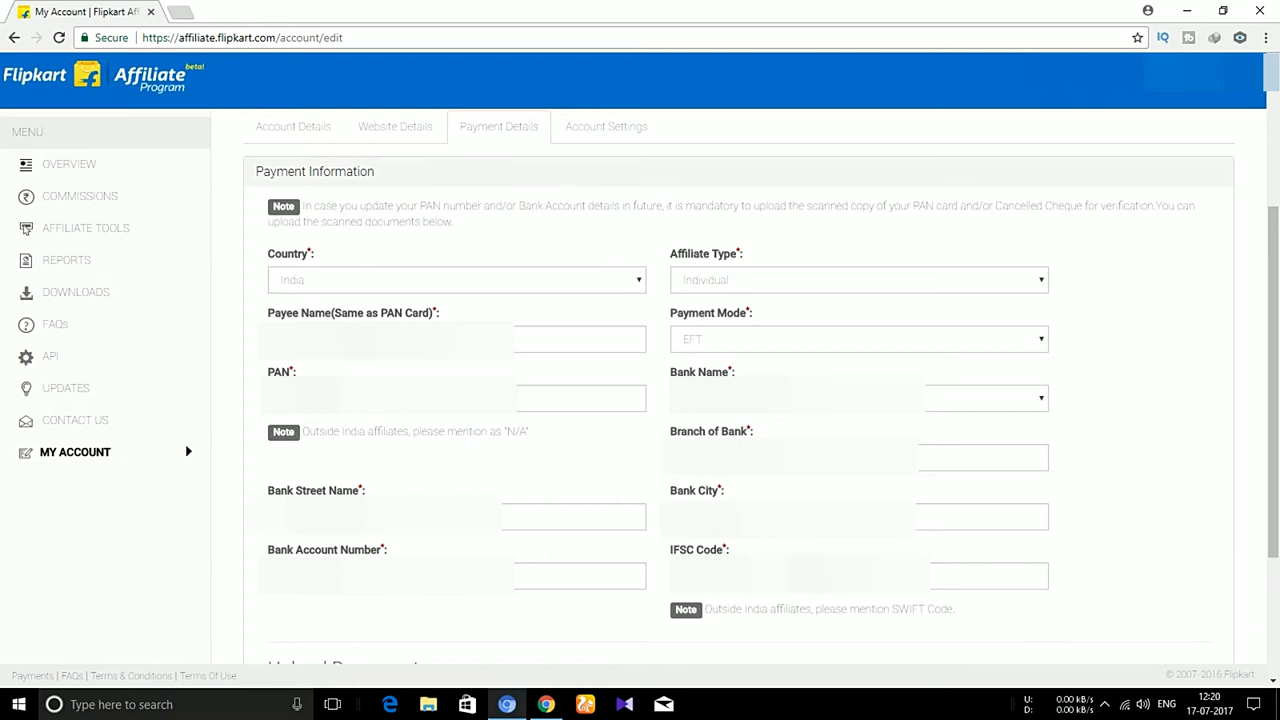 My Account | Flipkart Aff
Secure | https://affiliate.flipkart.com/account/edit
Flipkart Affiliate Program beta!
MENU
OVERVIEW
COMMISSIONS
AFFILIATE TOOLS
REPORTS
DOWNLOADS
FAQs
API
UPDATES
CONTACT US
MY ACCOUNT
Account Details Website Details Payment Details Account Settings
Payment Information
Note In case you update your PAN number and/or Bank Account details in future, it is mandatory to upload the scanned copy of your PAN card and/or Cancelled Cheque for verification.You can
upload the scanned documents below.
Country*: Affiliate Type*:
India Individual
Payee Name(Same as PAN Card)*: Payment Mode*:
EFT
PAN*: Bank Name*:
Note Outside India affiliates, please mention as "N/A" Branch of Bank*:
Bank Street Name*: Bank City*:
Bank Account Number*: IFSC Code*:
Note Outside India affiliates, please mention SWIFT Code.
Payments | FAQs | Terms & Conditions | Terms Of Use © 2007-2016 Flipkart
Type here to search
U: 0.00 kB/s
D: 0.00 kB/s
ENG
12:20
17-07-2017